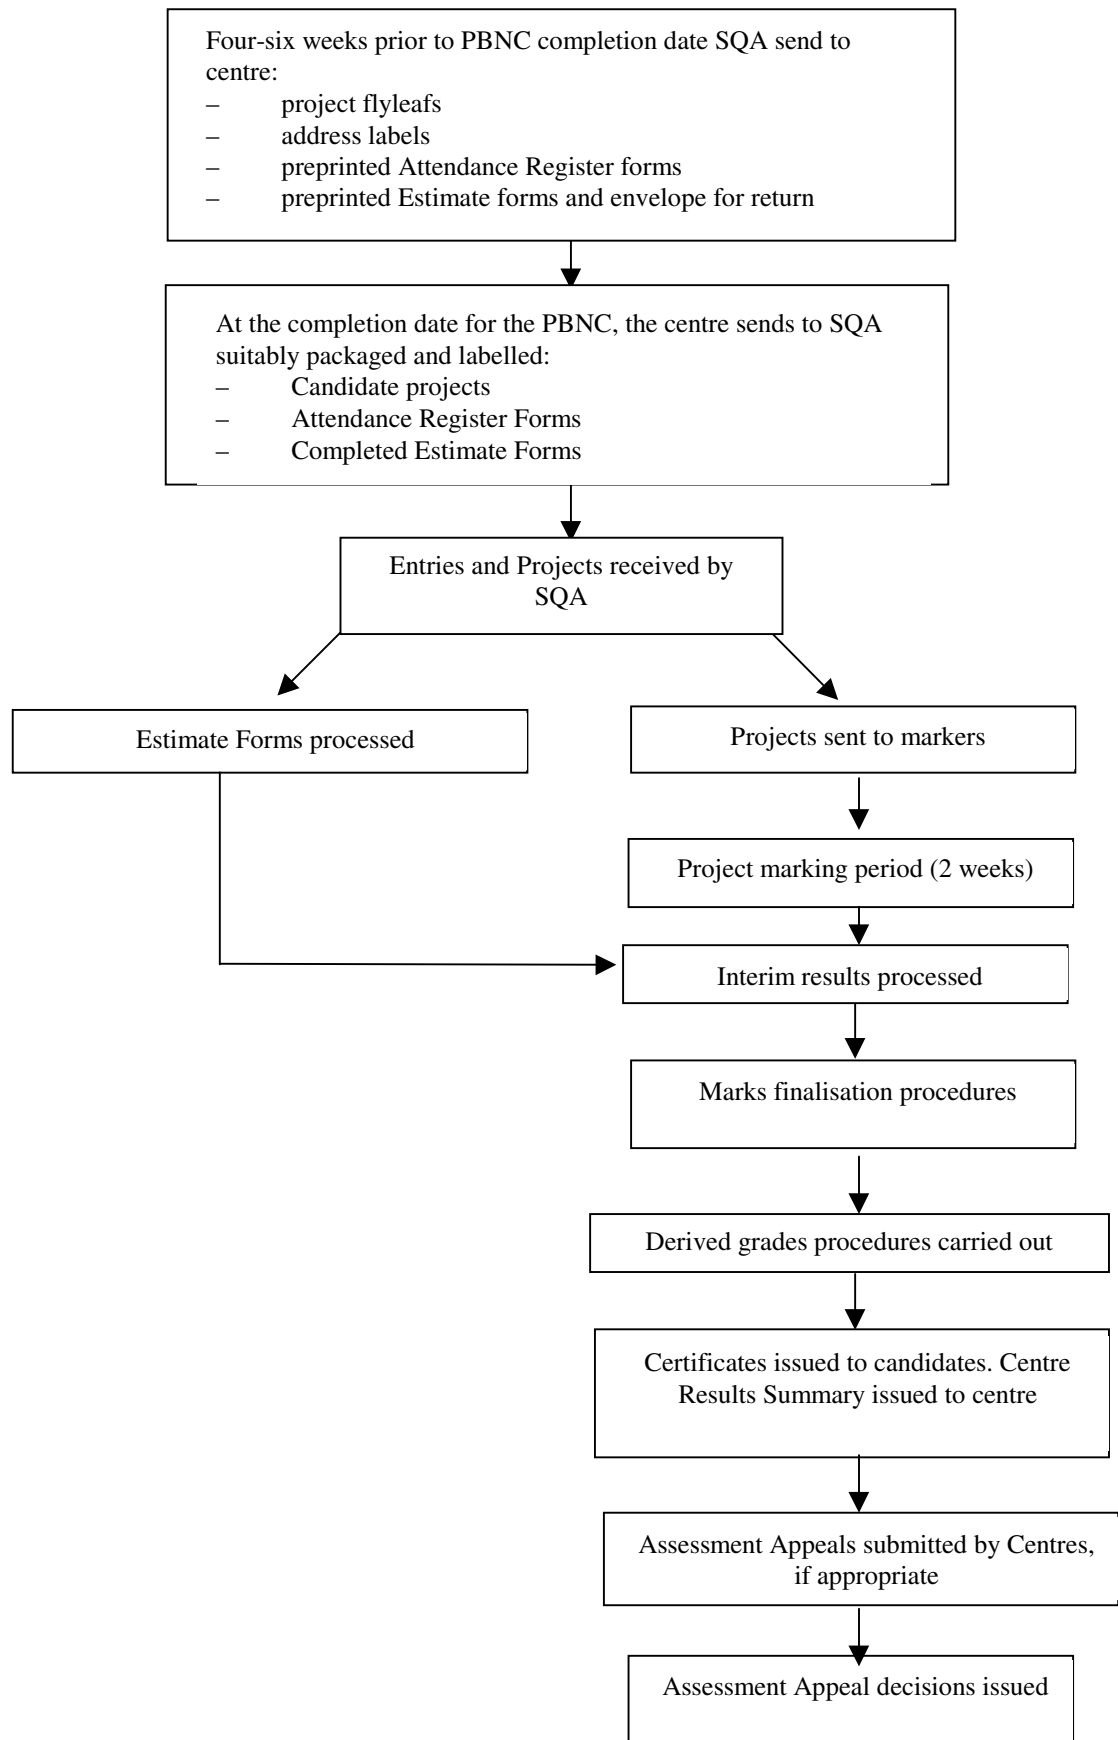 Four-six weeks prior to PBNC completion date SQA send to
centre:
– project flyleafs
– address labels
– preprinted Attendance Register forms
– preprinted Estimate forms and envelope for return
At the completion date for the PBNC, the centre sends to SQA
suitably packaged and labelled:
– Candidate projects
– Attendance Register Forms
– Completed Estimate Forms
Entries and Projects received by
SQA
Estimate Forms processed
Projects sent to markers
Project marking period (2 weeks)
Interim results processed
Marks finalisation procedures
Derived grades procedures carried out
Certificates issued to candidates. Centre
Results Summary issued to centre
Assessment Appeals submitted by Centres,
if appropriate
Assessment Appeal decisions issued